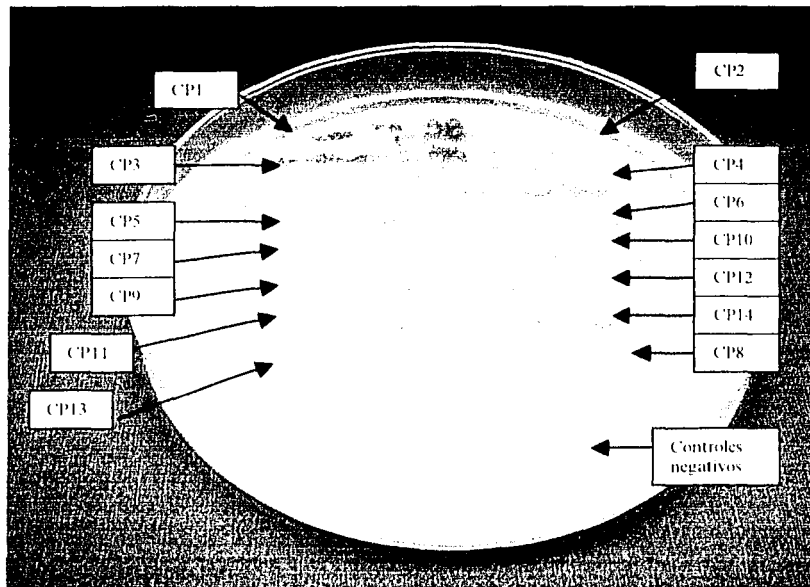 CP1
CP2
CP3
CP4
CP5
CP6
CP7
CP10
CP9
CP12
CP11
CP14
CP13
CP8
Controles
negativos